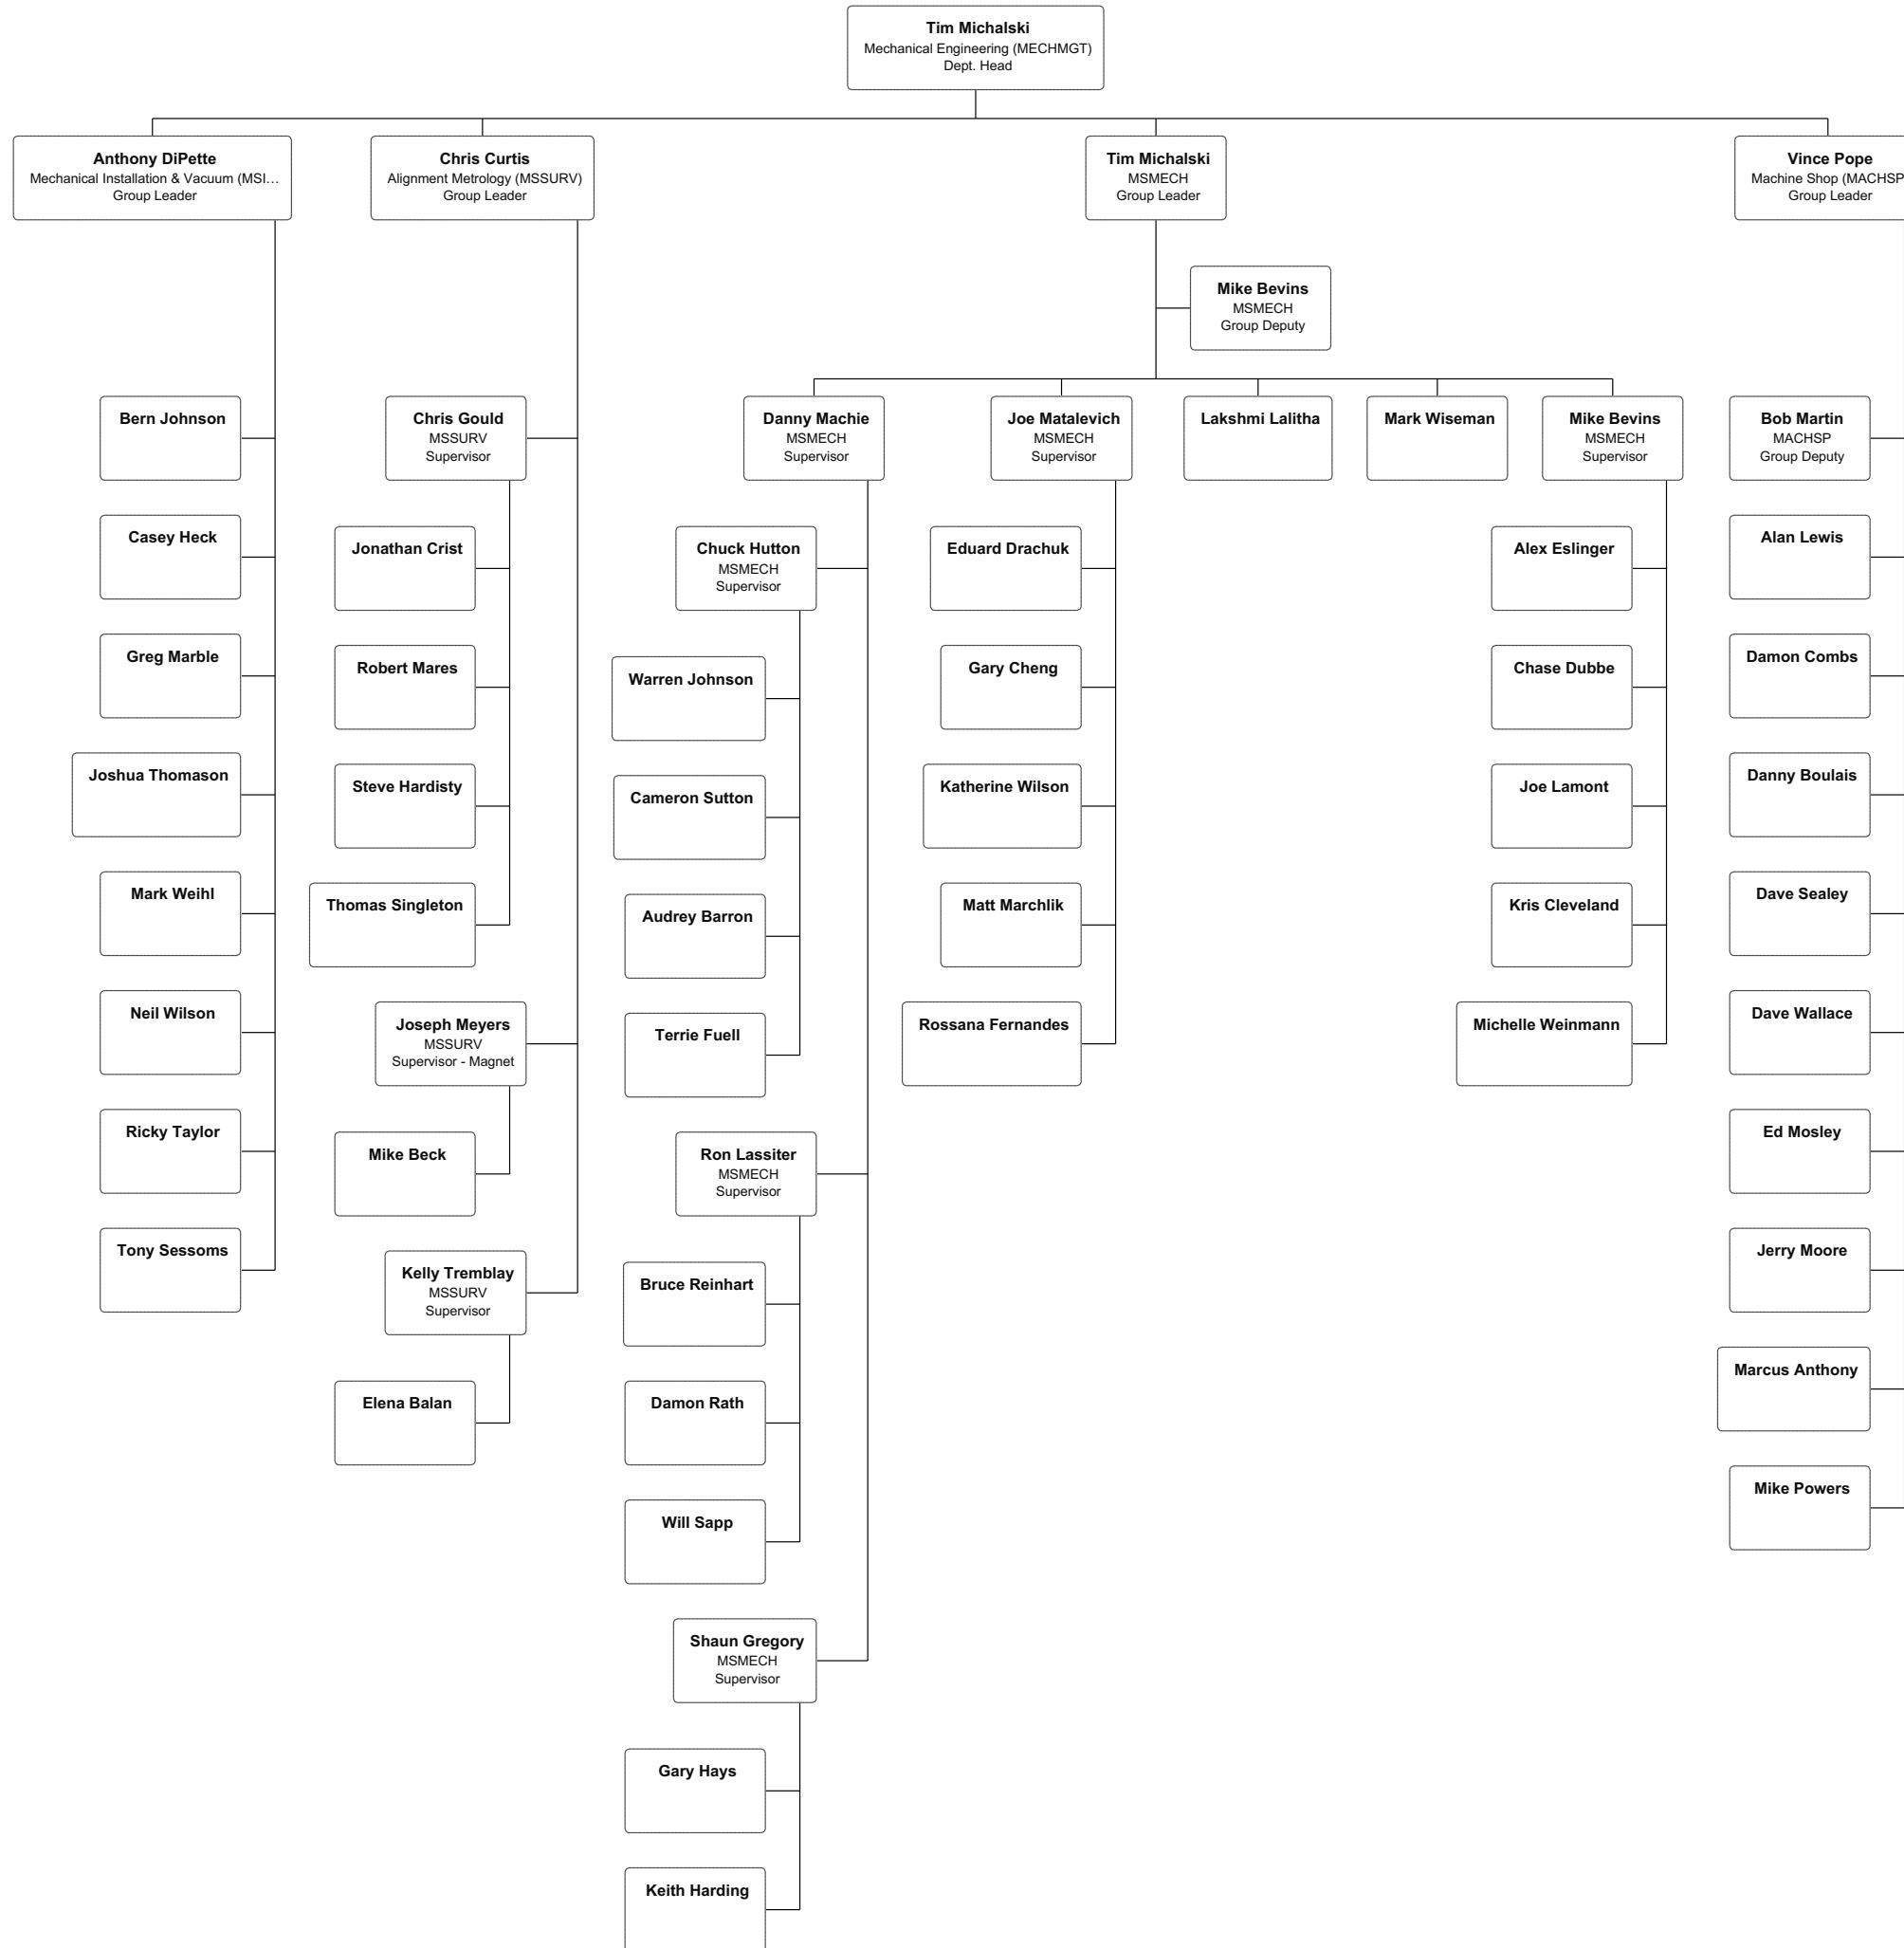 Tim Michalski
Mechanical Engineering (MECHMGT)
Dept. Head
Anthony DiPette
Mechanical Installation & Vacuum (MSI...
Group Leader
Chris Curtis
Alignment Metrology (MSSURV)
Group Leader
Tim Michalski
MSMECH
Group Leader
Vince Pope
Machine Shop (MACHSP
Group Leader
Mike Bevins
MSMECH
Group Deputy
Bern Johnson
Casey Heck
Greg Marble
Joshua Thomason
Mark Weihl
Neil Wilson
Ricky Taylor
Tony Sessoms
Chris Gould
MSSURV
Supervisor
Jonathan Crist
Robert Mares
Steve Hardisty
Thomas Singleton
Joseph Meyers
MSSURV
Supervisor - Magnet
Mike Beck
Kelly Tremblay
MSSURV
Supervisor
Elena Balan
Danny Machie
MSMECH
Supervisor
Chuck Hutton
MSMECH
Supervisor
Warren Johnson
Cameron Sutton
Audrey Barron
Terrie Fuell
Ron Lassiter
MSMECH
Supervisor
Bruce Reinhart
Damon Rath
Will Sapp
Shaun Gregory
MSMECH
Supervisor
Gary Hays
Keith Harding
Joe Matalevich
MSMECH
Supervisor
Eduard Drachuk
Gary Cheng
Katherine Wilson
Matt Marchlik
Rossana Fernandes
Lakshmi Lalitha
Mark Wiseman
Mike Bevins
MSMECH
Supervisor
Alex Eslinger
Chase Dubbe
Joe Lamont
Kris Cleveland
Michelle Weinmann
Bob Martin
MACHSP
Group Deputy
Alan Lewis
Damon Combs
Danny Boulais
Dave Sealey
Dave Wallace
Ed Mosley
Jerry Moore
Marcus Anthony
Mike Powers